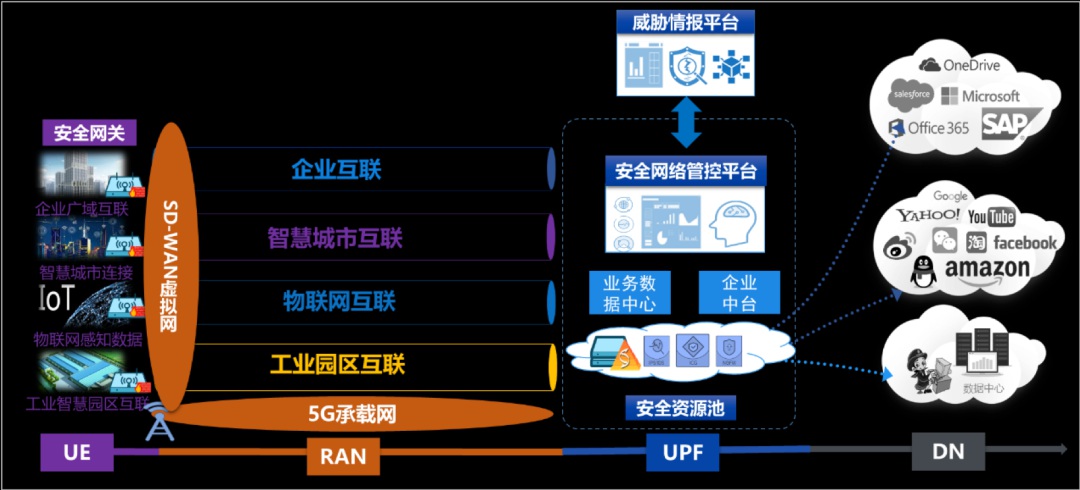 威胁情报平台
安全网关
企业广域互联
智慧城市连接
IoT
物联网感知数据
工业智慧园区互联
SD-WAN虚拟网
企业互联
智慧城市互联
物联网互联
工业园区互联
5G承载网
安全网络管控平台
业务数
据中心
企业
中台
安全资源池
OneDrive
salesforce
Microsoft
Office 365
SAP
Google
YAHOO!
YouTube
淘
facebook
amazon
数据中心
UE
RAN
UPF
DN